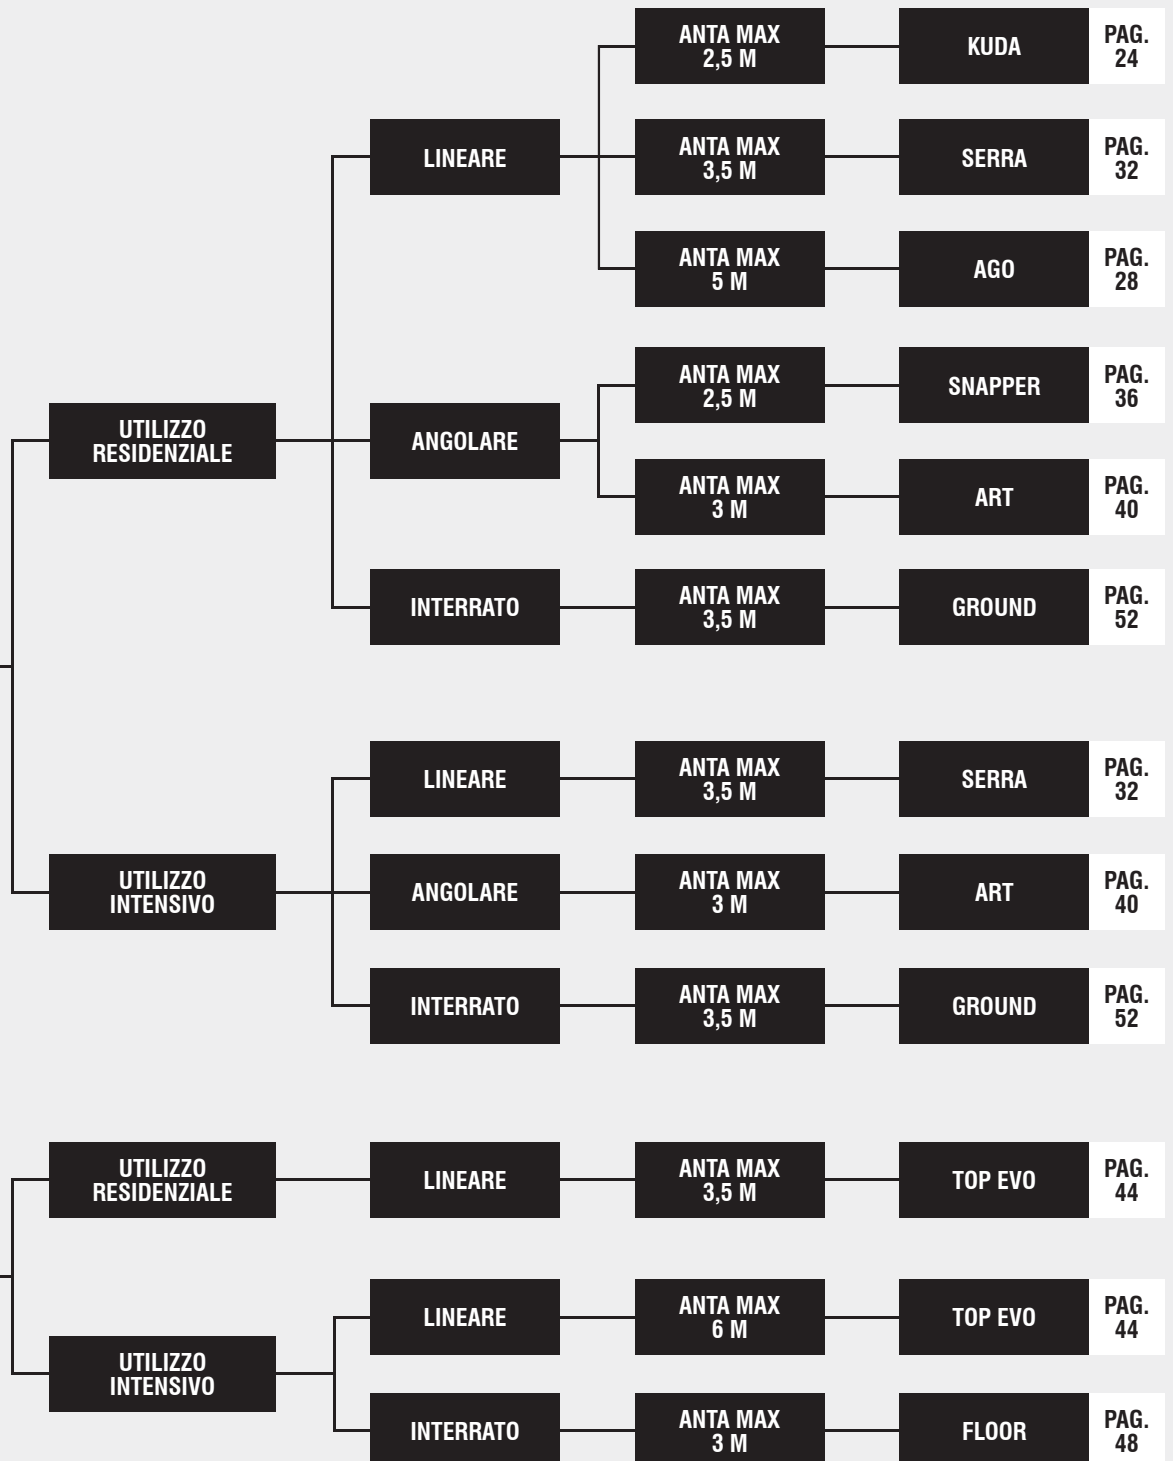 ANTA MAX
2,5 M
KUDA
PAG.
24
LINEARE
ANTA MAX
3,5 M
SERRA
PAG.
32
ANTA MAX
5 M
AGO
PAG.
28
UTILIZZO
RESIDENZIALE
ANGOLARE
ANTA MAX
2,5 M
SNAPPER
PAG.
36
ANTA MAX
3 M
ART
PAG.
40
INTERRATO
ANTA MAX
3,5 M
GROUND
PAG.
52
LINEARE
ANTA MAX
3,5 M
SERRA
PAG.
32
UTILIZZO
INTENSIVO
ANGOLARE
ANTA MAX
3 M
ART
PAG.
40
INTERRATO
ANTA MAX
3,5 M
GROUND
PAG.
52
UTILIZZO
RESIDENZIALE
LINEARE
ANTA MAX
3,5 M
TOP EVO
PAG.
44
UTILIZZO
INTENSIVO
LINEARE
ANTA MAX
6 M
TOP EVO
PAG.
44
INTERRATO
ANTA MAX
3 M
FLOOR
PAG.
48